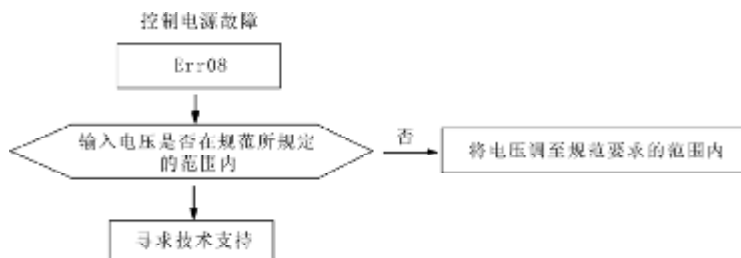 控制电源故障
Err08
输入电压是否在规范所规定
的范围内
否
将电压调至规范要求的范围内
寻求技术支持